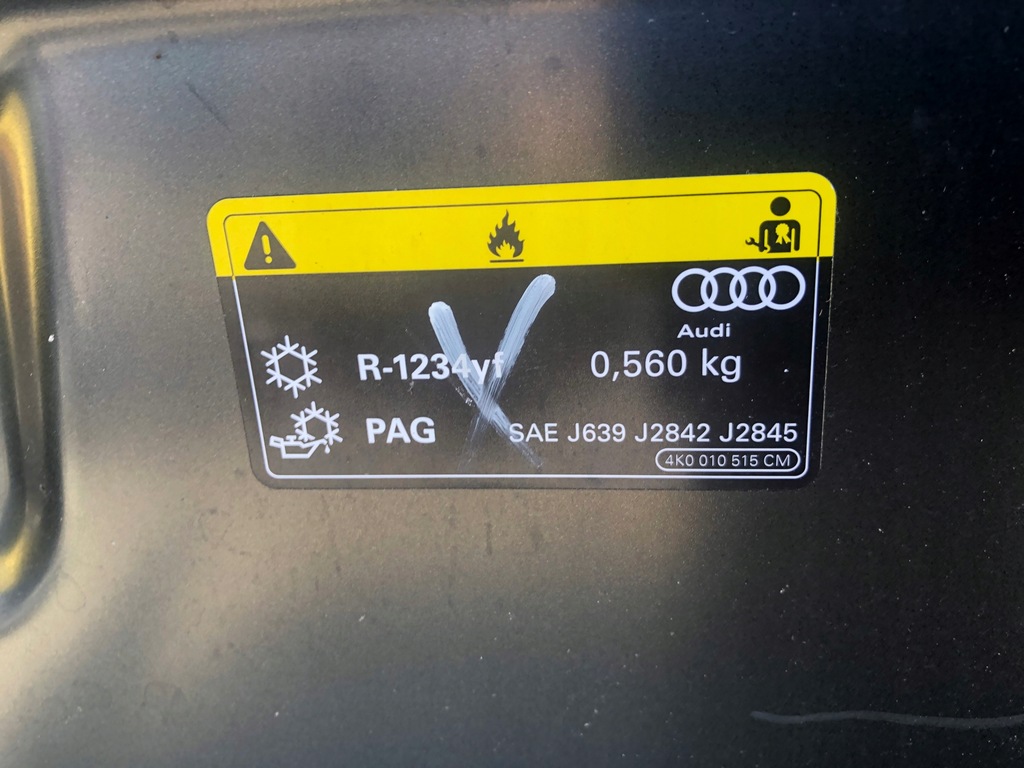 Audi
R-1234yf 0,560 kg
PAG SAE J639 J2842 J2845
4K0 010 515 CM